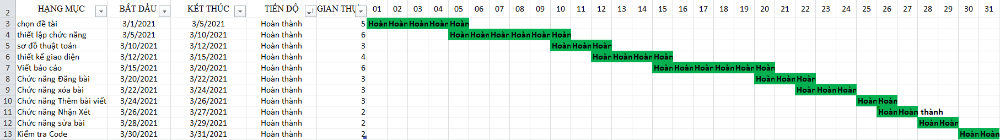 2 HẠNG MỤC BẮT ĐẦU KẾT THÚC TIẾN ĐỘ GIAN THỰ 01 02 03 04 05 06 07 08 09 10 11 12 13 14 15 16 17 18 19 20 21 22 23 24 25 26 27 28 29 30 31
3 chọn đề tài 3/1/2021 3/5/2021 Hoàn thành 5 Hoàn Hoàn Hoàn Hoàn Hoàn
4 thiết lập chức năng 3/5/2021 3/10/2021 Hoàn thành 6 Hoàn Hoàn Hoàn Hoàn Hoàn Hoàn
5 sơ đồ thuật toán 3/10/2021 3/12/2021 Hoàn thành 3 Hoàn Hoàn Hoàn
6 thiết kế giao diện 3/12/2021 3/15/2021 Hoàn thành 4 Hoàn Hoàn Hoàn Hoàn
7 Viết báo cáo 3/15/2021 3/20/2021 Hoàn thành 6 Hoàn Hoàn Hoàn Hoàn Hoàn Hoàn
8 Chức năng Đăng bài 3/20/2021 3/22/2021 Hoàn thành 3 Hoàn Hoàn Hoàn
9 Chức năng xóa bài 3/22/2021 3/24/2021 Hoàn thành 3 Hoàn Hoàn Hoàn
10 Chức năng Thêm bài viết 3/24/2021 3/26/2021 Hoàn thành 3 Hoàn Hoàn
11 Chức năng Nhận Xét 3/26/2021 3/27/2021 Hoàn thành 2 Hoàn Hoàn thành
12 Chức năng sửa bài 3/28/2021 3/29/2021 Hoàn thành 2 Hoàn Hoàn
13 Kiểm tra Code 3/30/2021 3/31/2021 Hoàn thành 2 Hoàn Hoàn